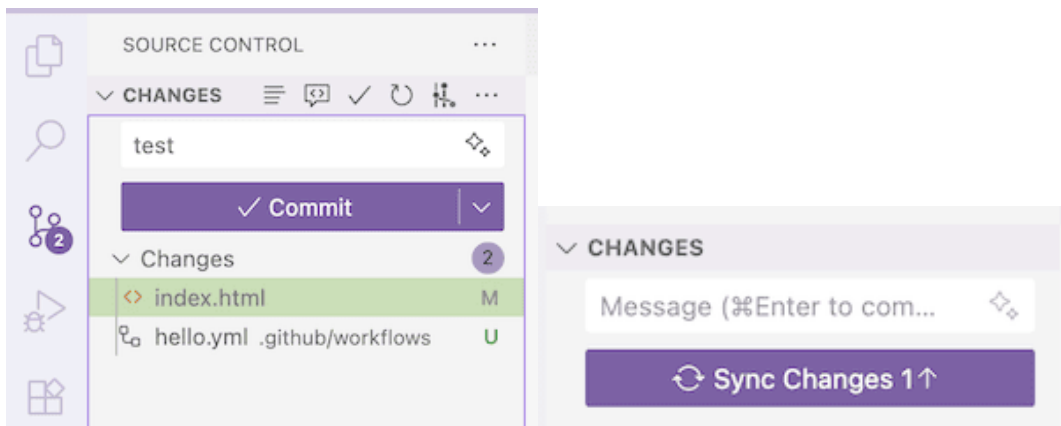 SOURCE CONTROL
CHANGES
test
Commit
2
Changes 2
index.html M
hello.yml .github/workflows U
CHANGES
Message (⌘Enter to com...
Sync Changes 1↑